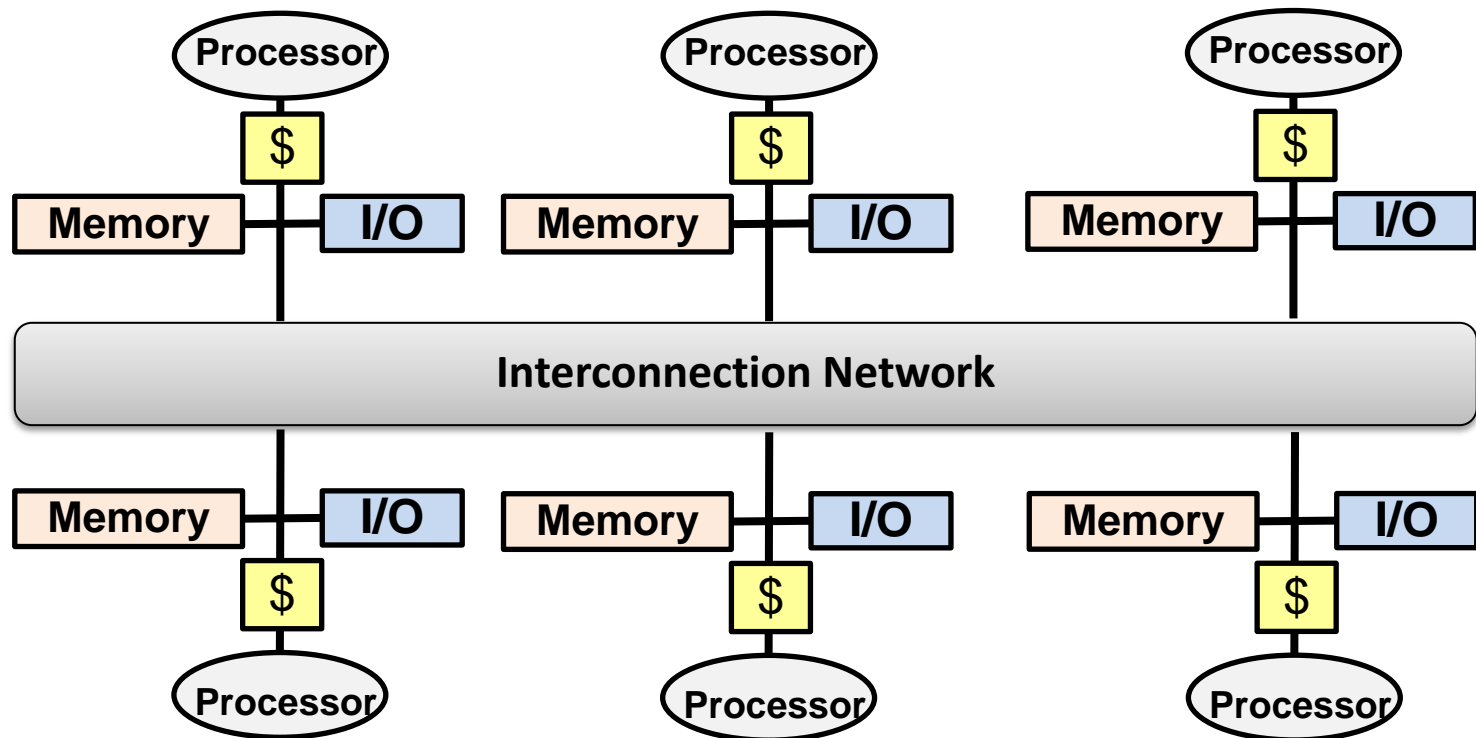 Processor Processor Processor
$ $ $
Memory I/O Memory I/O Memory I/O
Interconnection Network
Memory I/O Memory I/O Memory I/O
$ $ $
Processor Processor Processor